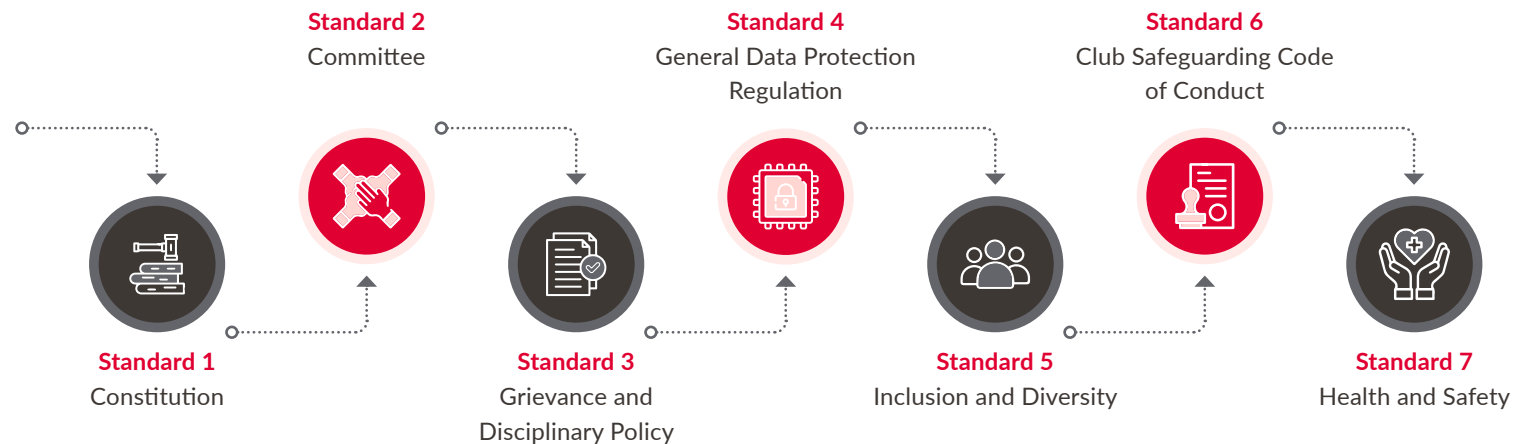 Standard 1
Constitution
Standard 2
Committee
Standard 3
Grievance and
Disciplinary Policy
Standard 4
General Data Protection
Regulation
Standard 5
Inclusion and Diversity
Standard 6
Club Safeguarding Code
of Conduct
Standard 7
Health and Safety